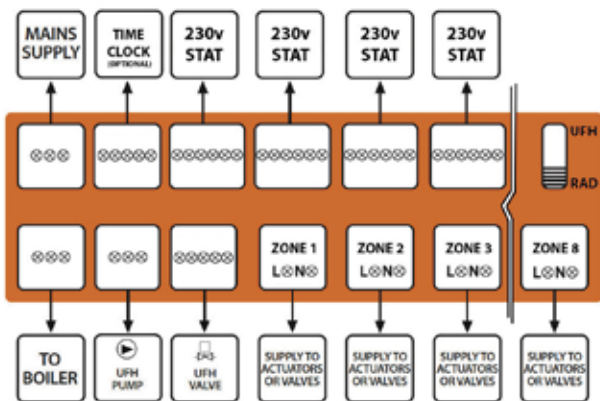 MAINS
SUPPLY
TIME
CLOCK
(OPTIONAL)
230v
STAT
230v
STAT
230v
STAT
230v
STAT
UFH
RAD
ZONE 1
L N
ZONE 2
L N
ZONE 3
L N
ZONE 8
L N
TO
BOILER
UFH
PUMP
UFH
VALVE
SUPPLY TO
ACTUATORS
OR VALVES
SUPPLY TO
ACTUATORS
OR VALVES
SUPPLY TO
ACTUATORS
OR VALVES
SUPPLY TO
ACTUATORS
OR VALVES